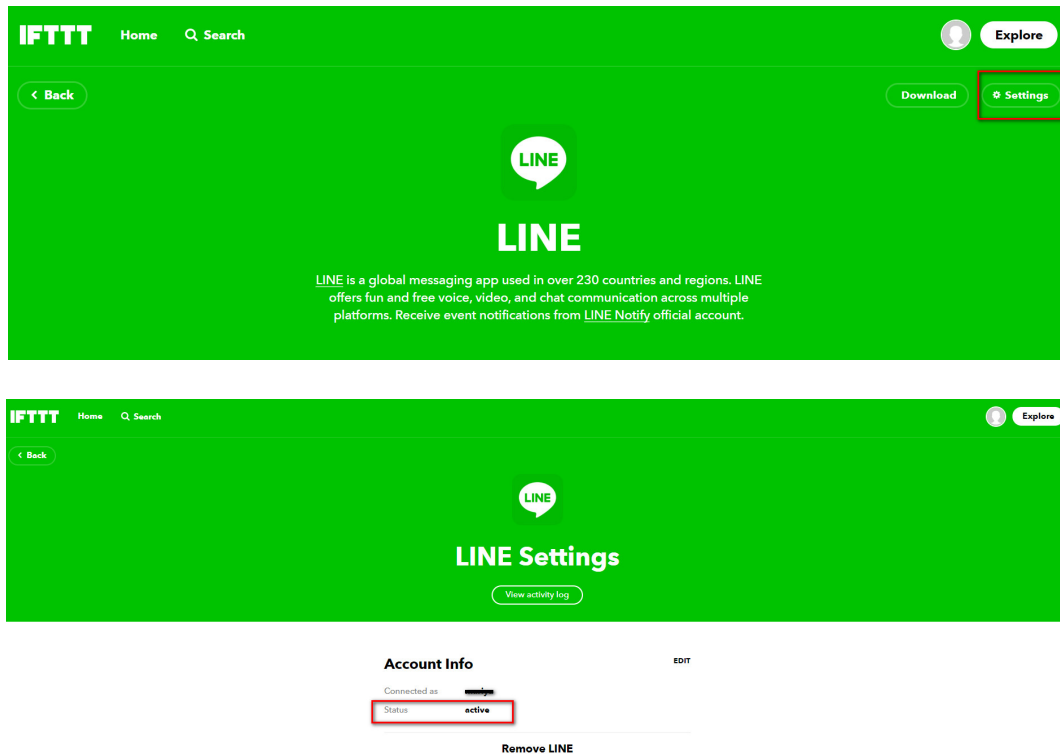 IFTTT Home Search Explore
Back Download Settings
LINE
LINE
LINE is a global messaging app used in over 230 countries and regions. LINE
offers fun and free voice, video, and chat communication across multiple
platforms. Receive event notifications from LINE Notify official account.
IFTTT Home Search Explore
Back
LINE
LINE Settings
View activity log
Account Info EDIT
Connected as
Status active
Remove LINE